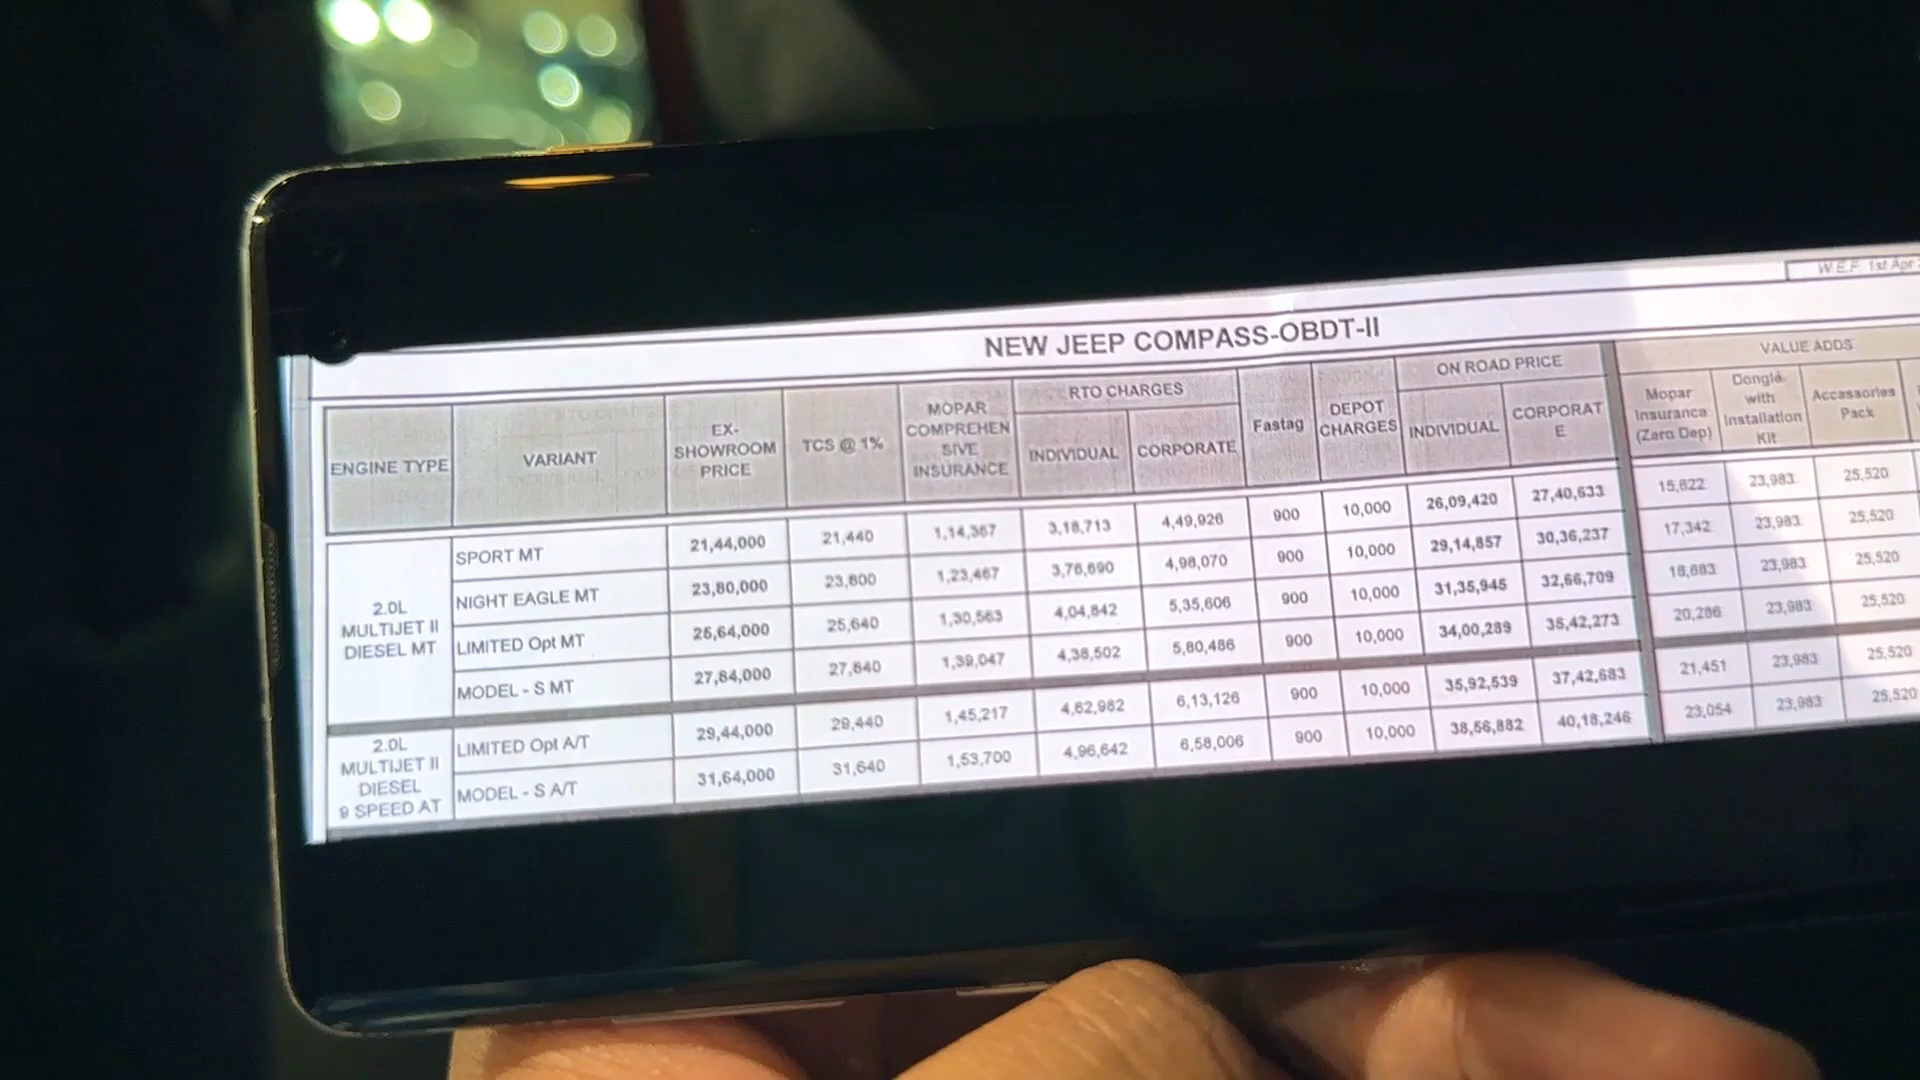 W.E.F. 1st Apr
NEW JEEP COMPASS-OBDT-II
ENGINE TYPE VARIANT EX-SHOWROOM PRICE TCS @ 1% MOPAR COMPREHENSIVE INSURANCE RTO CHARGES INDIVIDUAL CORPORATE Fastag DEPOT CHARGES ON ROAD PRICE INDIVIDUAL CORPORATE VALUE ADDS Mopar Insurance (Zero Dep) Dongle with Installation Kit Accessories Pack
2.0L MULTIJET II DIESEL MT
SPORT MT 21,44,000 21,440 1,14,367 3,18,713 4,49,926 900 10,000 26,09,420 27,40,633 15,822 23,983 25,520
NIGHT EAGLE MT 23,80,000 23,800 1,23,467 3,76,690 4,98,070 900 10,000 29,14,857 30,36,237 17,342 23,983 25,520
LIMITED Opt MT 25,64,000 25,640 1,30,563 4,04,842 5,35,606 900 10,000 31,35,945 32,66,709 18,683 23,983 25,520
MODEL - S MT 27,84,000 27,840 1,39,047 4,38,502 5,80,486 900 10,000 34,00,289 35,42,273 20,286 23,983 25,520
2.0L MULTIJET II DIESEL 9 SPEED AT
LIMITED Opt A/T 29,44,000 29,440 1,45,217 4,62,982 6,13,126 900 10,000 35,92,539 37,42,683 21,451 23,983 25,520
MODEL - S A/T 31,64,000 31,640 1,53,700 4,96,642 6,58,006 900 10,000 38,56,882 40,18,246 23,054 23,983 25,520